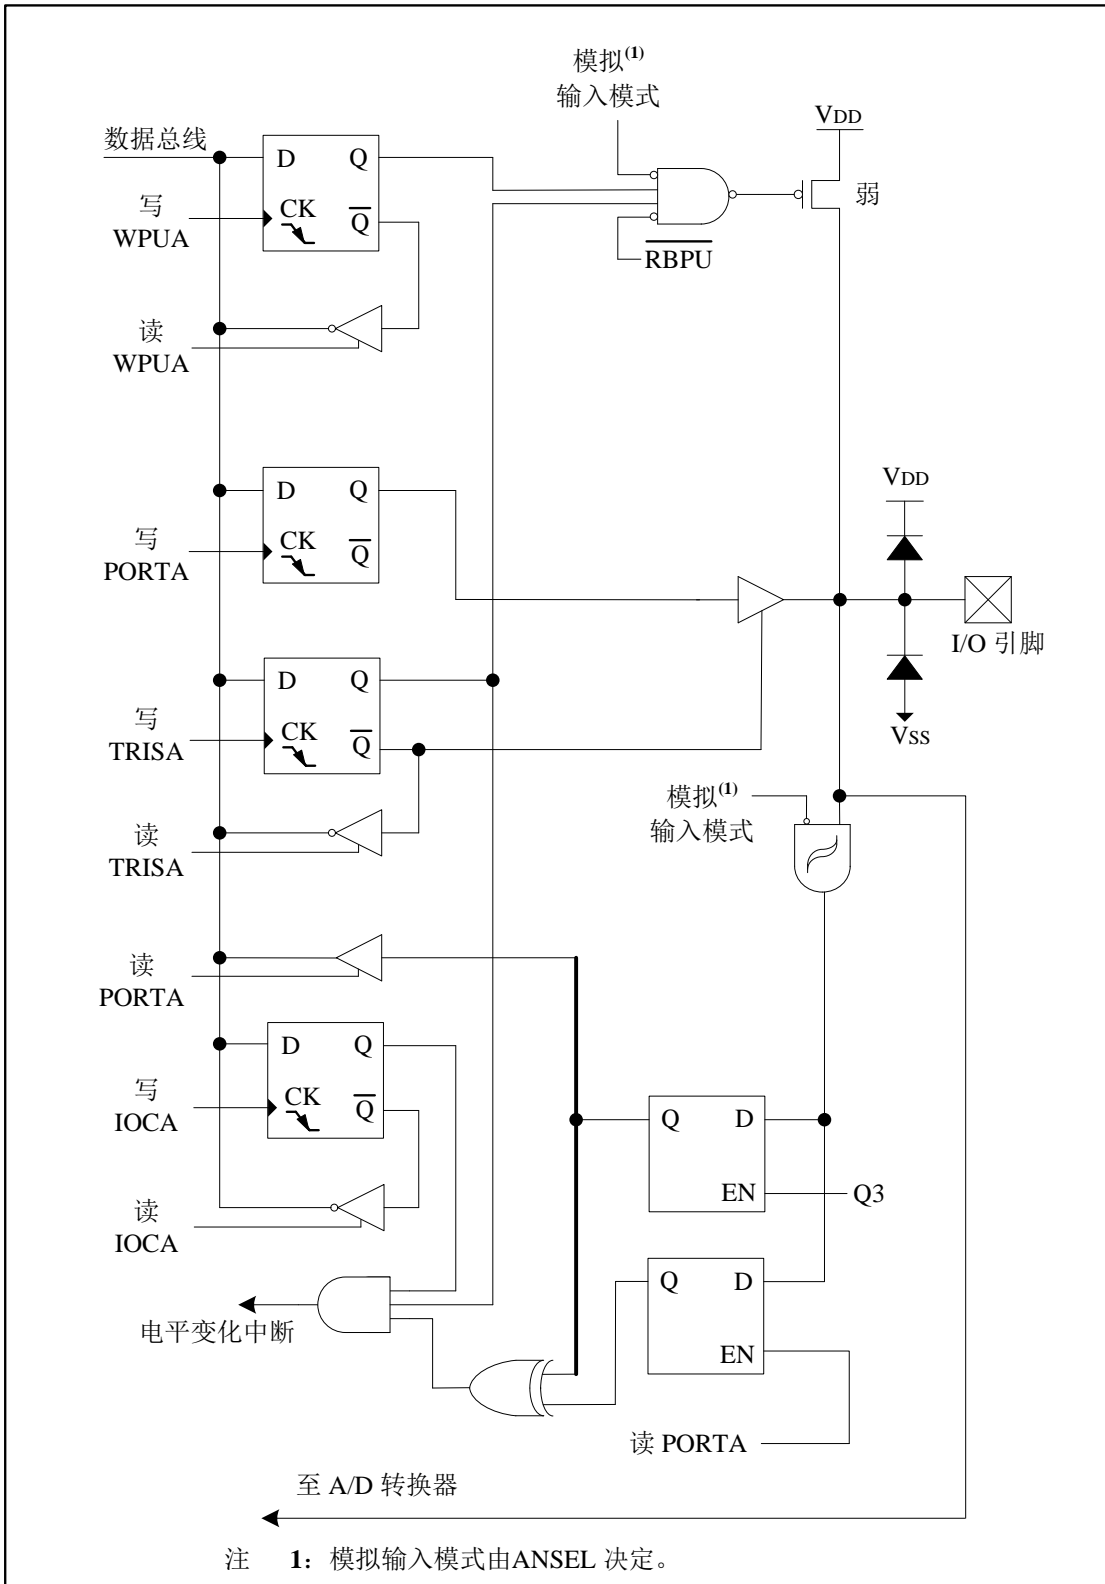 模拟(1)
输入模式
VDD
数据总线
D Q
弱
写
WPUA
CK Q
RBPU
读
WPUA
VDD
D Q
写
PORTA
CK Q
I/O 引脚
D Q
写
TRISA
CK Q
VSS
模拟(1)
输入模式
读
TRISA
读
PORTA
D Q
写
IOCA
CK Q
Q D
EN
Q3
读
IOCA
Q D
EN
电平变化中断
读 PORTA
至 A/D 转换器
注 1: 模拟输入模式由ANSEL 决定。